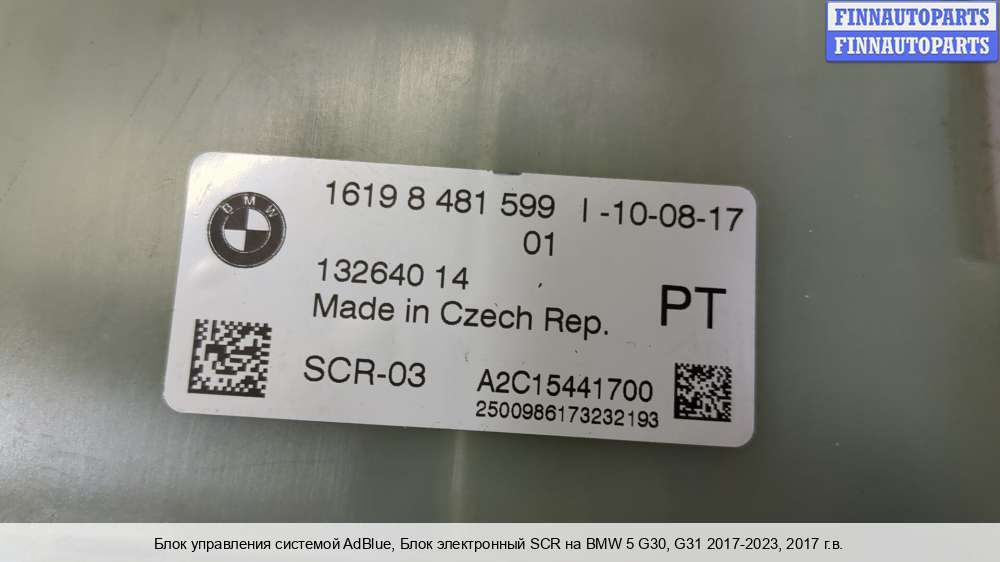 FINNAUTOPARTS
FINNAUTOPARTS
BMW
1619 8 481 599 I -10-08-17
01
132640 14
Made in Czech Rep.
PT
SCR-03
A2C15441700
2500986173232193
Блок управления системой AdBlue, Блок электронный SCR на BMW 5 G30, G31 2017-2023, 2017 г.в.